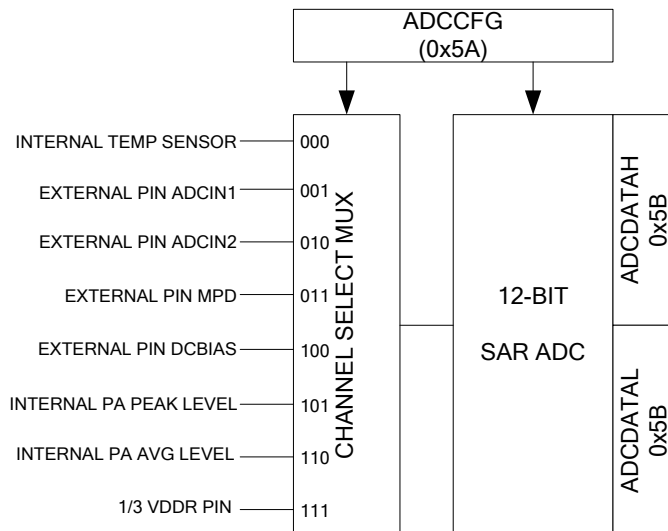 ADCCFG
(0x5A)
INTERNAL TEMP SENSOR
000
EXTERNAL PIN ADCIN1
001
EXTERNAL PIN ADCIN2
010
EXTERNAL PIN MPD
011
EXTERNAL PIN DCBIAS
100
INTERNAL PA PEAK LEVEL
101
INTERNAL PA AVG LEVEL
110
1/3 VDDR PIN
111
CHANNEL SELECT MUX
12-BIT
SAR ADC
ADCDATAH
0x5B
ADCDATAL
0x5B